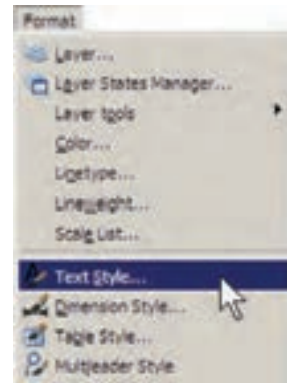 Format
Layer...
Layer States Manager...
Layer tools
Color...
Linetype...
Lineweight...
Scale List...
Text Style...
Dimension Style...
Table Style...
Multileader Style